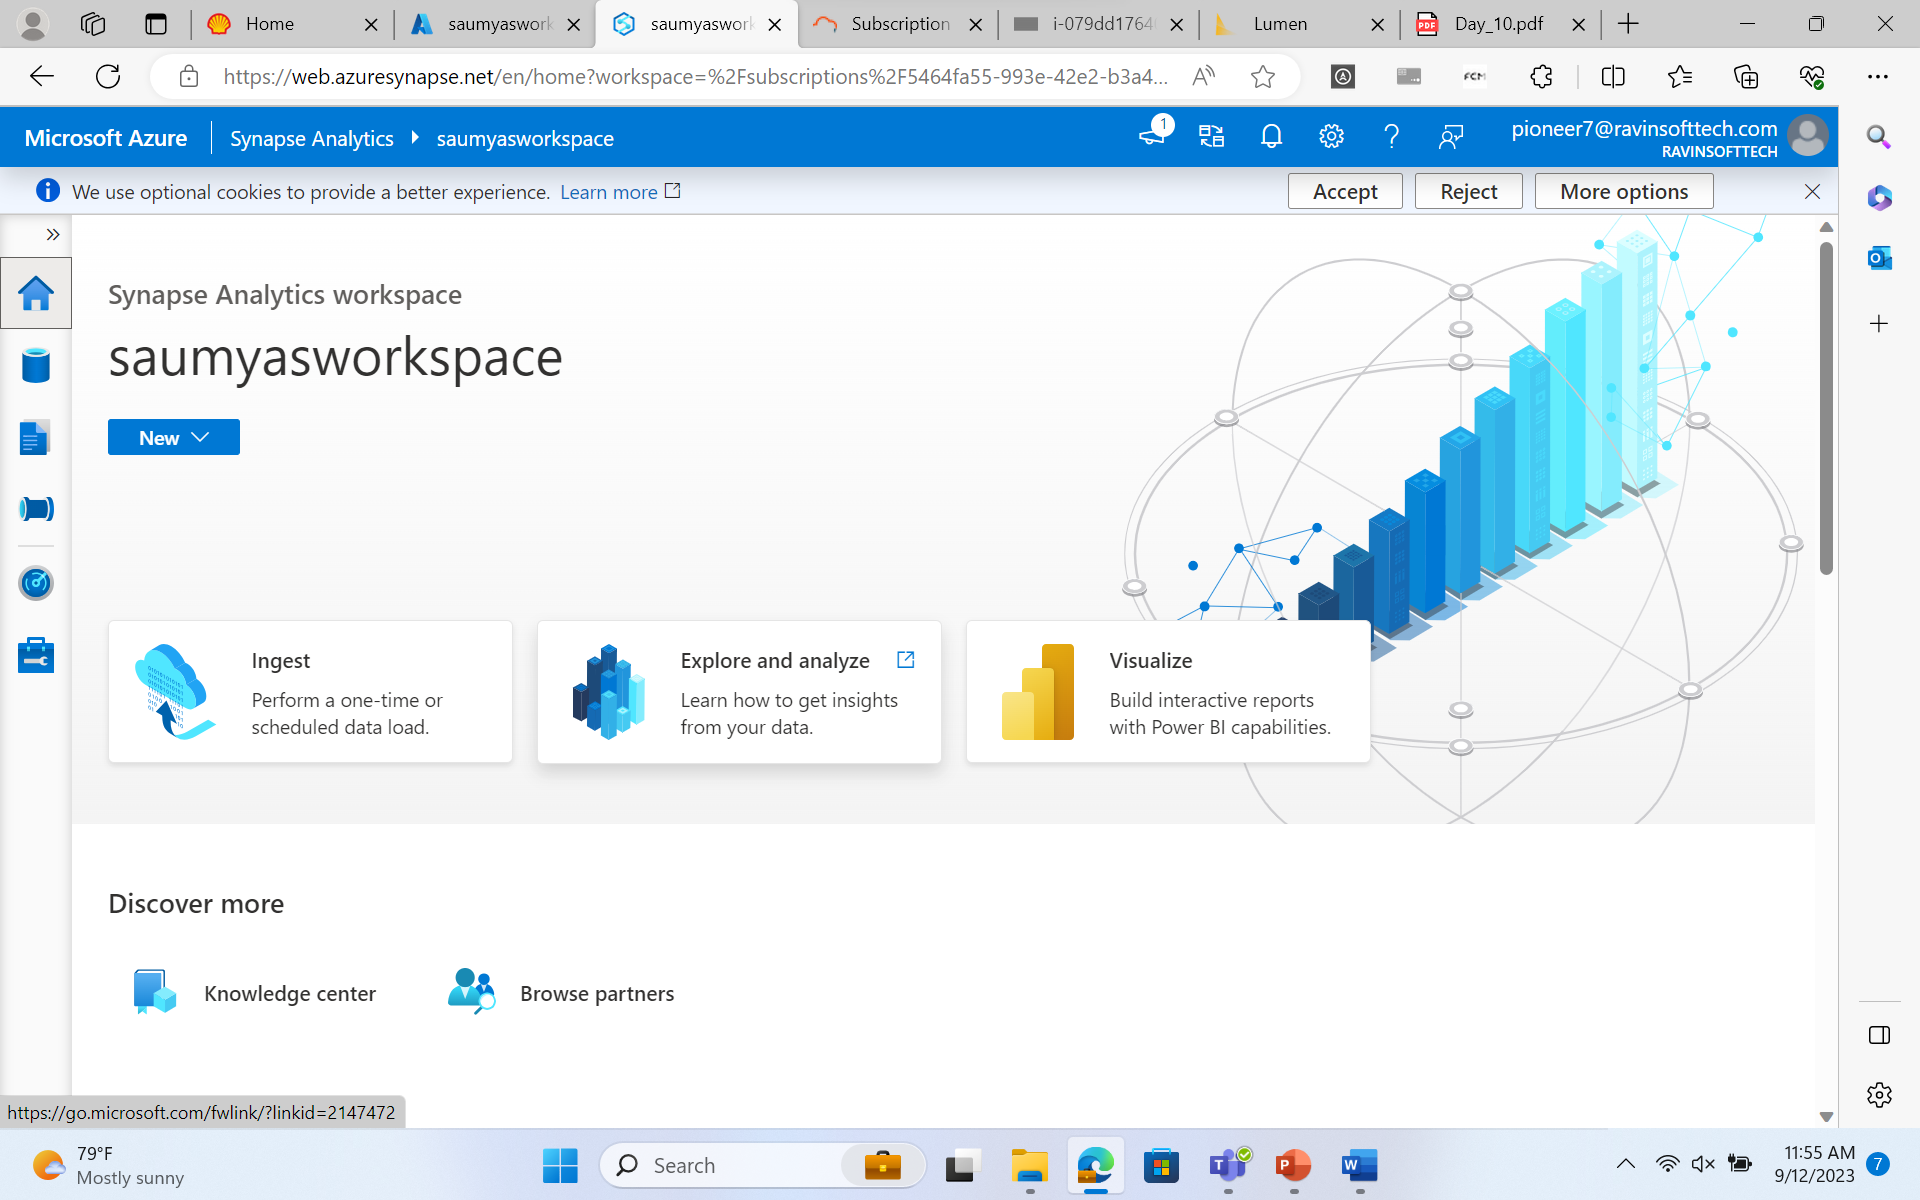 Home
saumyaswork
saumyaswork
Subscription
i-079dd1764
Lumen
PDF
Day_10.pdf
https://web.azuresynapse.net/en/home?workspace=%2Fsubscriptions%2F5464fa55-993e-42e2-b3a4...
FCM
Microsoft Azure
Synapse Analytics
saumyasworkspace
1
pioneer7@ravinsofttech.com
RAVINSOFTTECH
We use optional cookies to provide a better experience. Learn more
Accept
Reject
More options
Synapse Analytics workspace
saumyasworkspace
New
Ingest
Perform a one-time or
scheduled data load.
Explore and analyze
Learn how to get insights
from your data.
Visualize
Build interactive reports
with Power BI capabilities.
Discover more
Knowledge center
Browse partners
https://go.microsoft.com/fwlink/?linkid=2147472
79°F
Mostly sunny
Search
11:55 AM
9/12/2023
7